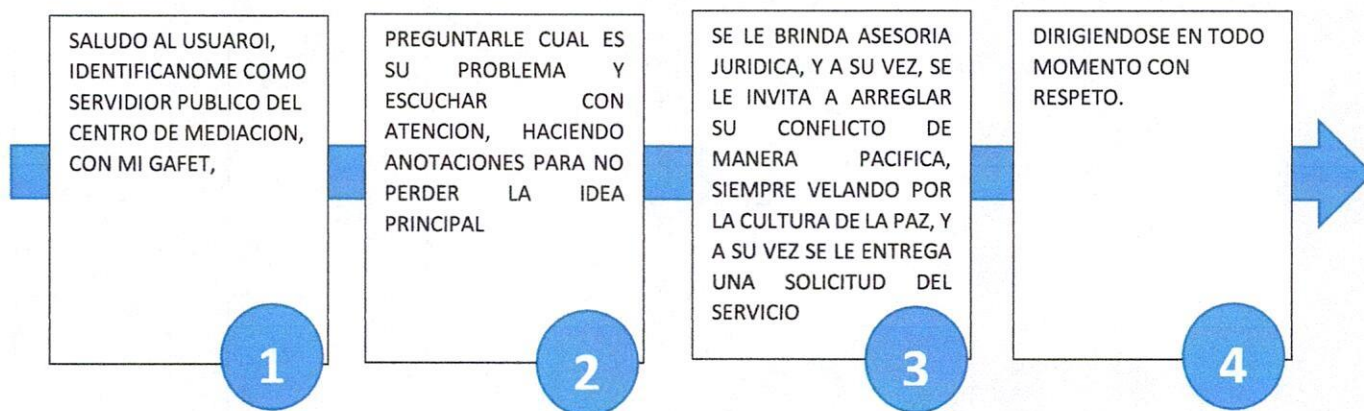 SALUDO AL USUAROI,
IDENTIFICANOME COMO
SERVIDIOR PUBLICO DEL
CENTRO DE MEDIACION,
CON MI GAFET,
1
PREGUNTARLE CUAL ES
SU PROBLEMA Y
ESCUCHAR CON
ATENCION, HACIENDO
ANOTACIONES PARA NO
PERDER LA IDEA
PRINCIPAL
2
SE LE BRINDA ASESORIA
JURIDICA, Y A SU VEZ, SE
LE INVITA A ARREGLAR
SU CONFLICTO DE
MANERA PACIFICA,
SIEMPRE VELANDO POR
LA CULTURA DE LA PAZ, Y
A SU VEZ SE LE ENTREGA
UNA SOLICITUD DEL
SERVICIO
3
DIRIGIENDOSE EN TODO
MOMENTO CON
RESPETO.
4